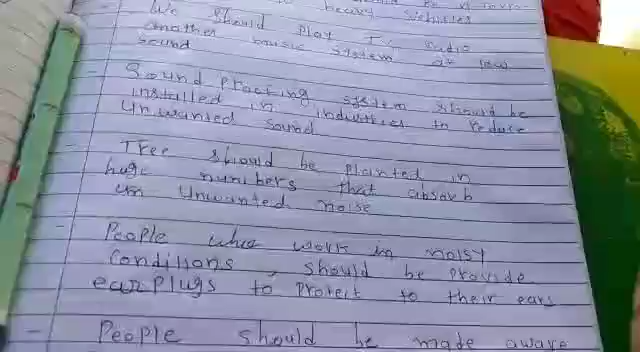 heavy vehicles
We should play T.V radio
another music system at low
sound
Sound Proofing system should be
installed in industries to reduce
Unwanted Sound
Tree should be planted in
huge numbers that absorb
Unwanted noise
People who work in noisy
Conditions, should be provide
earplugs to Protect to their ears
People should be made aware